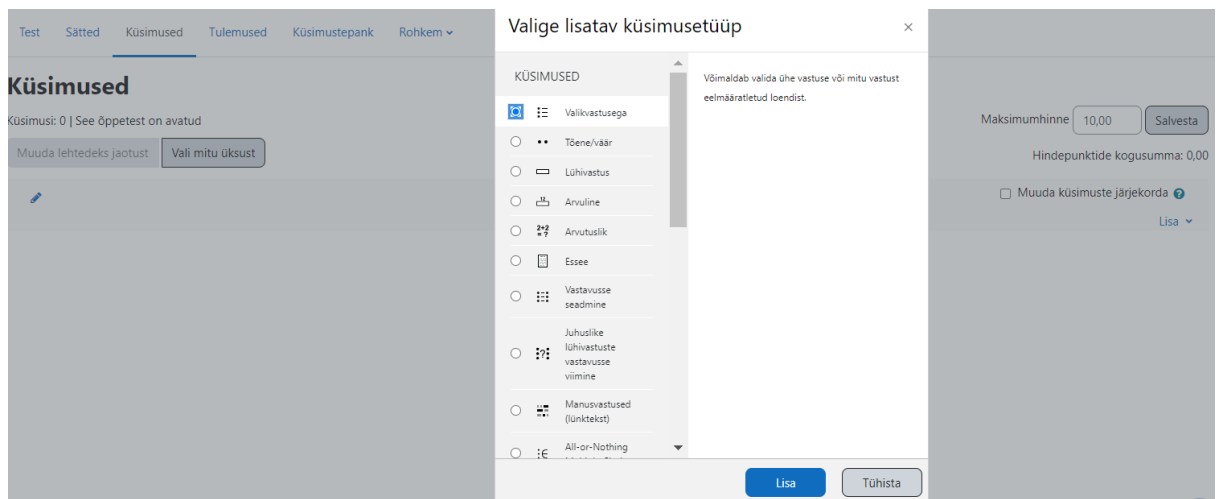 Test Sätted Küsimused Tulemused Küsimustepank Rohkem
Küsimused
Küsimusi: 0 | See õppetest on avatud
Muuda lehtedeks jaotust Vali mitu üksust
Maksimumhinne 10,00 Salvesta
Hindepunktide kogusumma: 0,00
Muuda küsimuste järjekorda
Lisa
Valige lisatav küsimusetüüp ×
KÜSIMUSED
Valikvastusega
Tõene/väär
Lühivastus
Arvuline
Arvutuslik
Essee
Vastavusse
seadmine
Juhuslike
lühivastuste
vastavusse
viimine
Manusvastused
(lünktekst)
All-or-Nothing
Võimaldab valida ühe vastuse või mitu vastust
eelmääratletud loendist.
Lisa Tühista